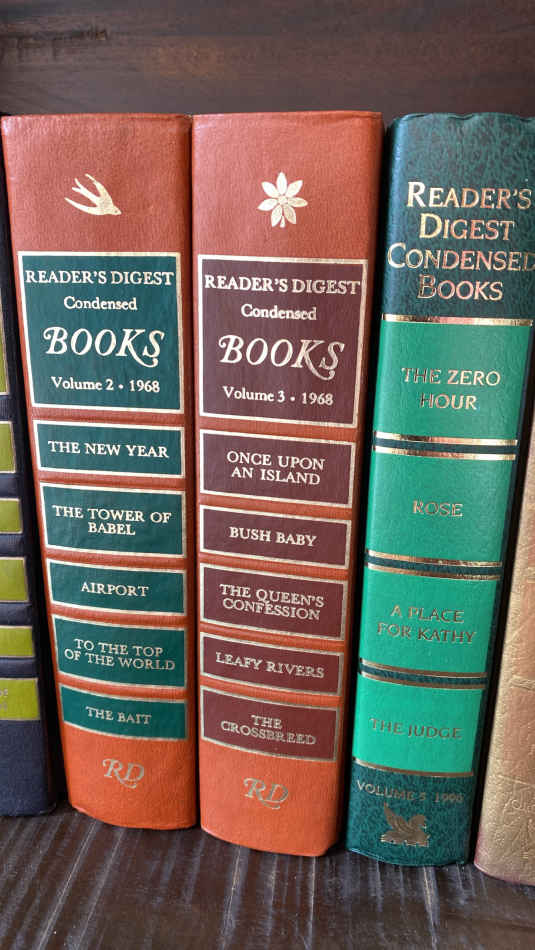 READER'S DIGEST
Condensed
BOOKS
Volume 2 • 1968
THE NEW YEAR
THE TOWER OF
BABEL
AIRPORT
TO THE TOP
OF THE WORLD
THE BAIT
RD
READER'S DIGEST
Condensed
BOOKS
Volume 3 • 1968
ONCE UPON
AN ISLAND
BUSH BABY
THE QUEEN'S
CONFESSION
LEAFY RIVERS
THE
CROSSBREED
RD
READER'S
DIGEST
CONDENSED
BOOKS
THE ZERO
HOUR
ROSE
A PLACE
FOR KATHY
THE JUDGE
VOLUME 5 1996